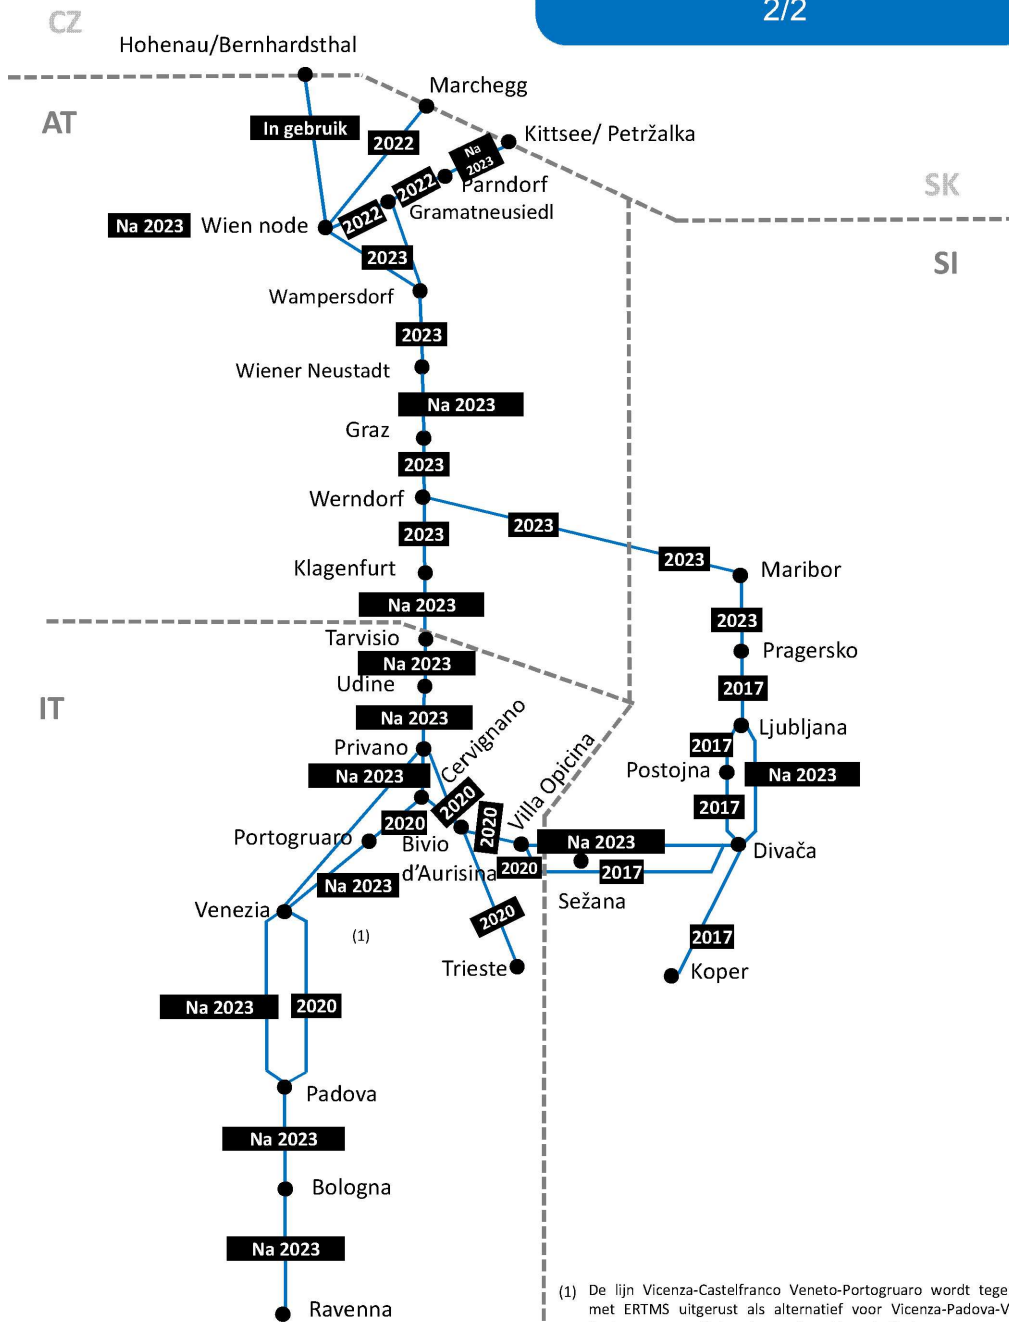 2/2
CZ
Hohenau/Bernhardsthal
Marchegg
AT
In gebruik
2022
Kittsee/ Petržalka
Na 2023
Parndorf
2022
SK
Gramatneusiedl
Na 2023
Wien node
2022
2023
SI
Wampersdorf
2023
Wiener Neustadt
Na 2023
Graz
2023
Werndorf
2023
2023
2023
Klagenfurt
Maribor
Na 2023
2023
Tarvisio
Na 2023
Pragersko
Udine
2017
IT
Na 2023
Cervignano
Ljubljana
Privano
2017
Villa Opicina
Na 2023
Postojna
Na 2023
2020
2017
2020
2020
Portogruaro
Bivio
d'Aurisina
Na 2023
Divača
2020
2017
Na 2023
Sežana
Venezia
2020
(1)
2017
Trieste
Koper
Na 2023
2020
Padova
Na 2023
Bologna
Na 2023
Ravenna
(1) De lijn Vicenza-Castelfranco Veneto-Portogruaro wordt tege
met ERTMS uitgerust als alternatief voor Vicenza-Padova-V